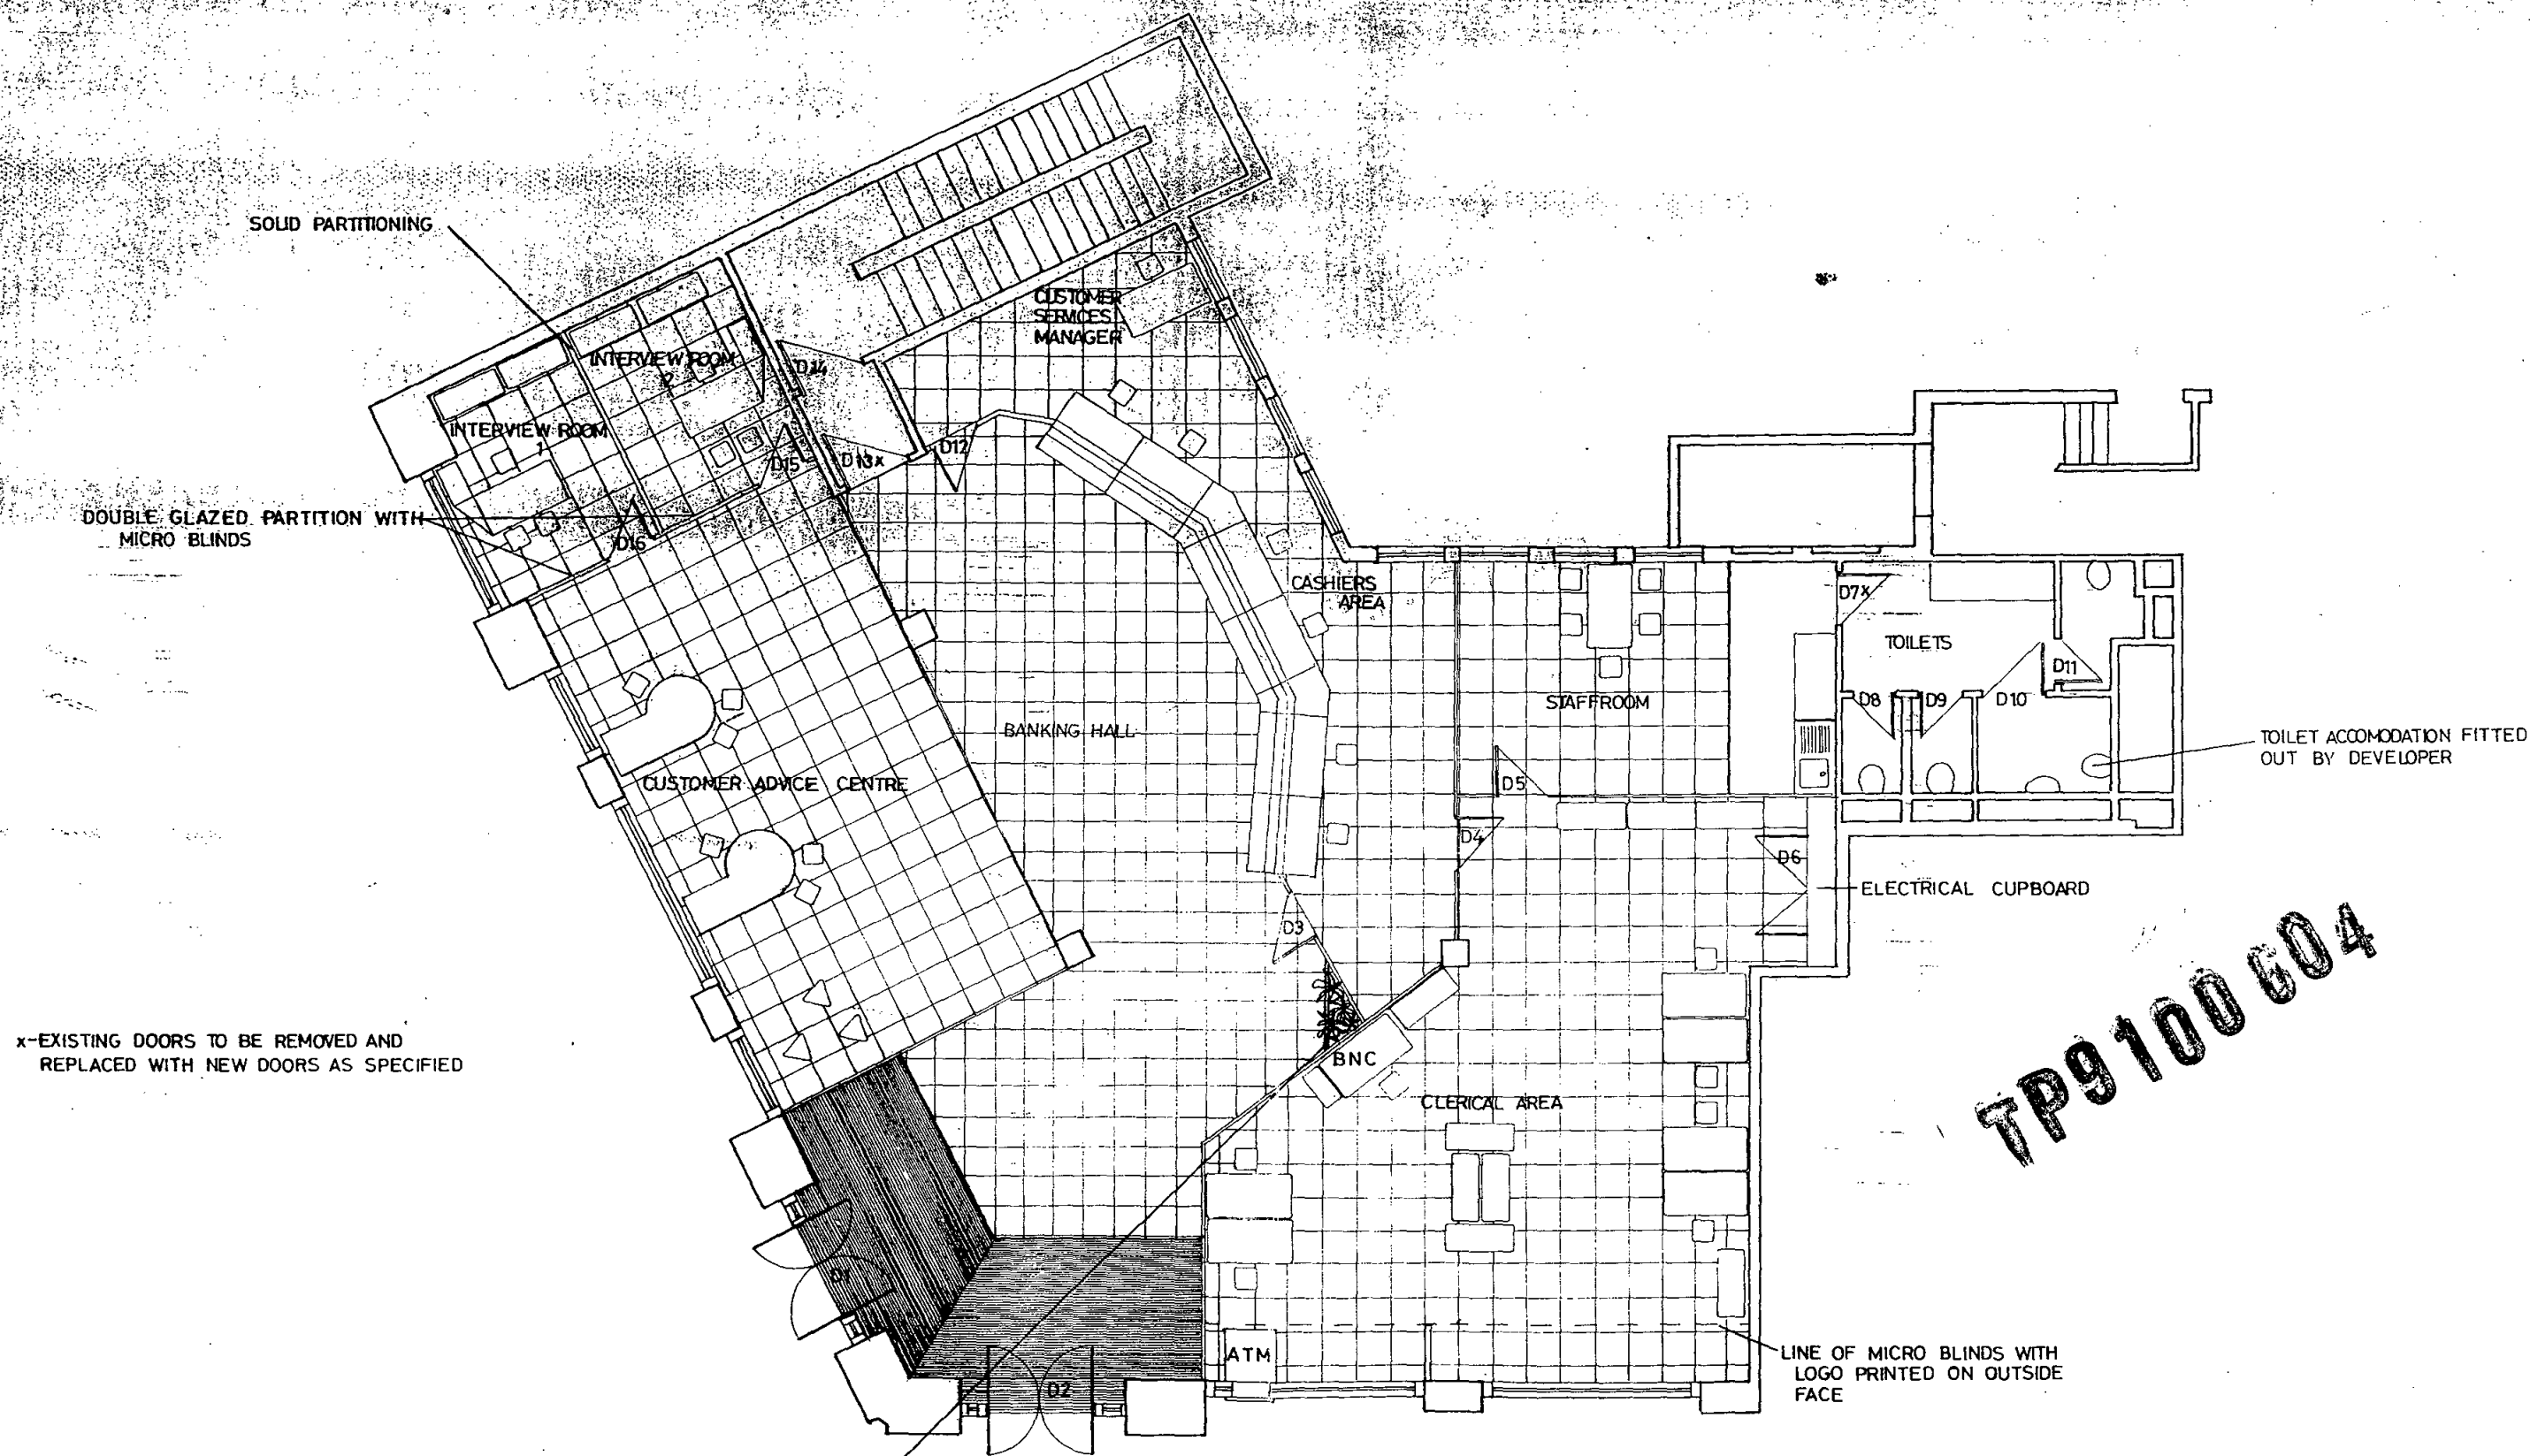 SOLID PARTITIONING
CUSTOMER
SERVICES
MANAGER
INTERVIEW ROOM
2
D14
INTERVIEW ROOM
1
D15
D13x
D12
DOUBLE GLAZED PARTITION WITH
MICRO BLINDS
D16
CASHIERS
AREA
D7x
TOILETS
D11
STAFFROOM
D8
D9
D10
BANKING HALL
TOILET ACCOMODATION FITTED
OUT BY DEVELOPER
CUSTOMER ADVICE CENTRE
D5
D4
D6
ELECTRICAL CUPBOARD
D3
TP9100604
x-EXISTING DOORS TO BE REMOVED AND
REPLACED WITH NEW DOORS AS SPECIFIED
BNC
CLERICAL AREA
D1
ATM
D2
LINE OF MICRO BLINDS WITH
LOGO PRINTED ON OUTSIDE
FACE